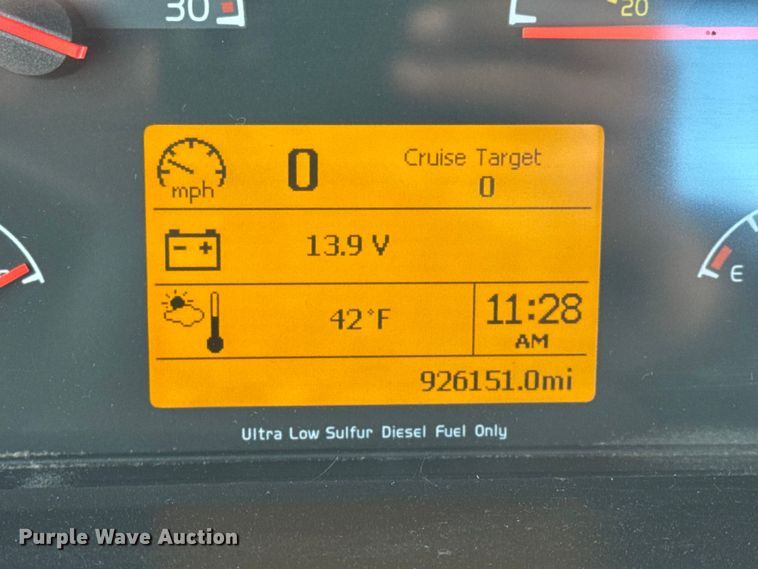 30
20
0 Cruise Target
mph 0
13.9 V
E
42°F 11:28
AM
926151.0mi
Ultra Low Sulfur Diesel Fuel Only
Purple Wave Auction